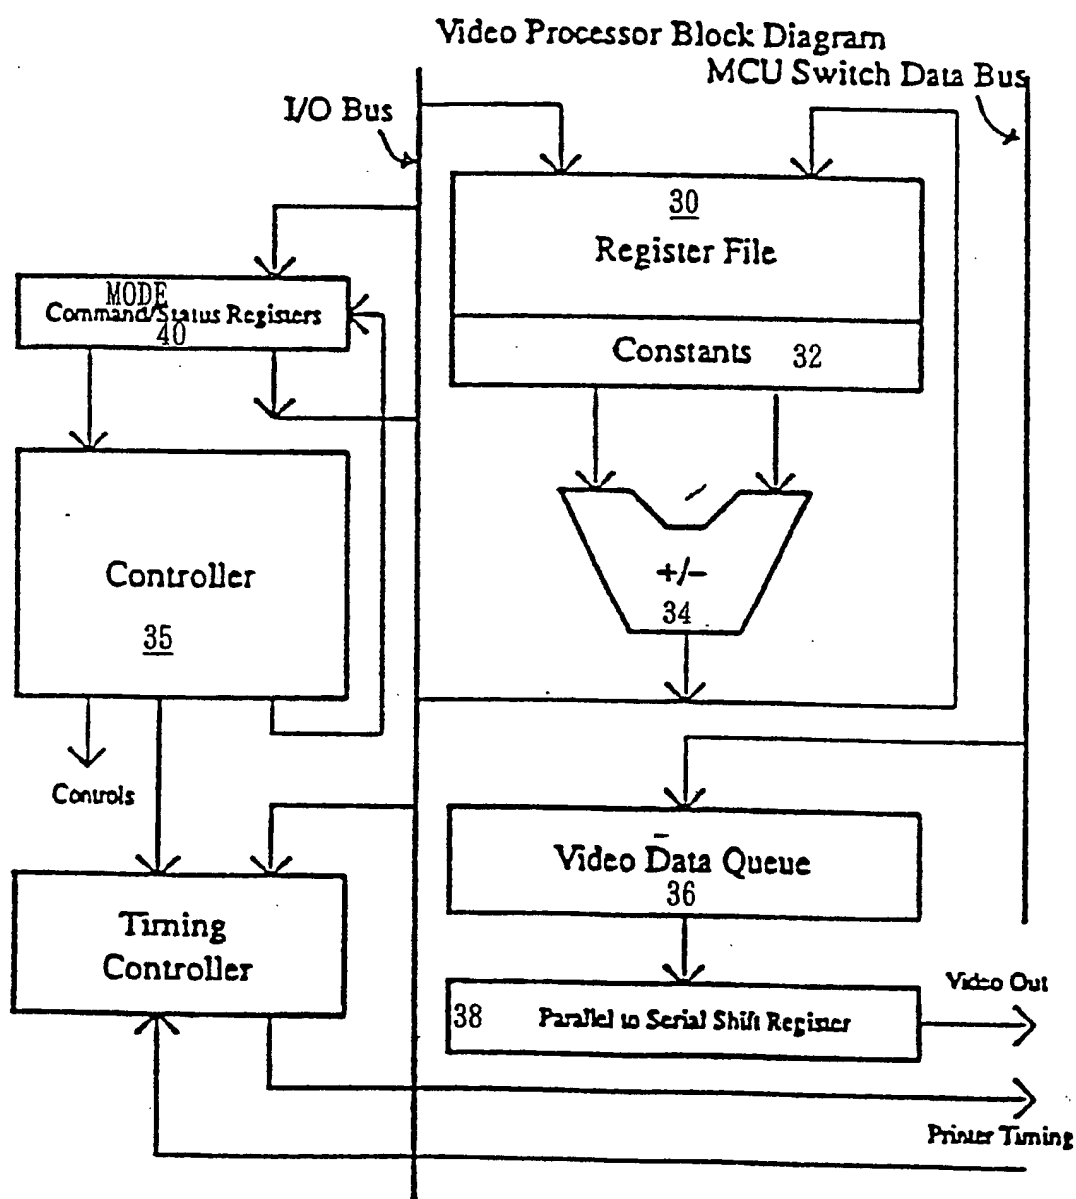 Video Processor Block Diagram
MCU Switch Data Bus
I/O Bus
30
Register File
MODE
Command/Status Registers
40
Constants 32
Controller
35
+/-
34
Controls
Video Data Queue
36
Timing
Controller
Video Out
38 Parallel to Serial Shift Register
Printer Timing